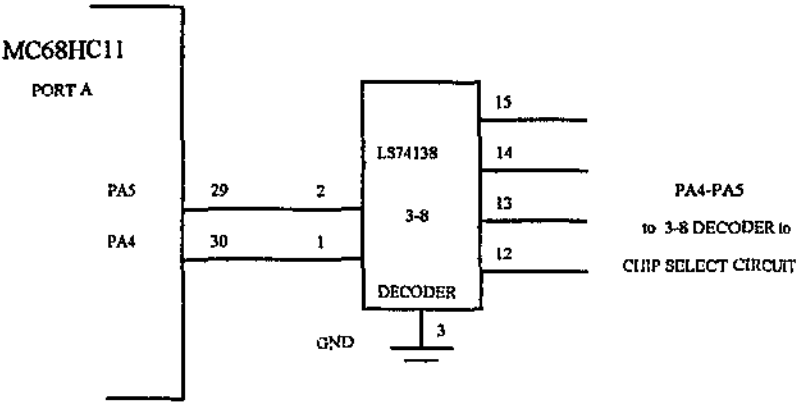 MC68HC11
PORT A
PA5
29
2
PA4
30
1
LS74138
3-8
DECODER
15
14
13
12
GND
3
PA4-PA5
to 3-8 DECODER to
CHIP SELECT CIRCUIT